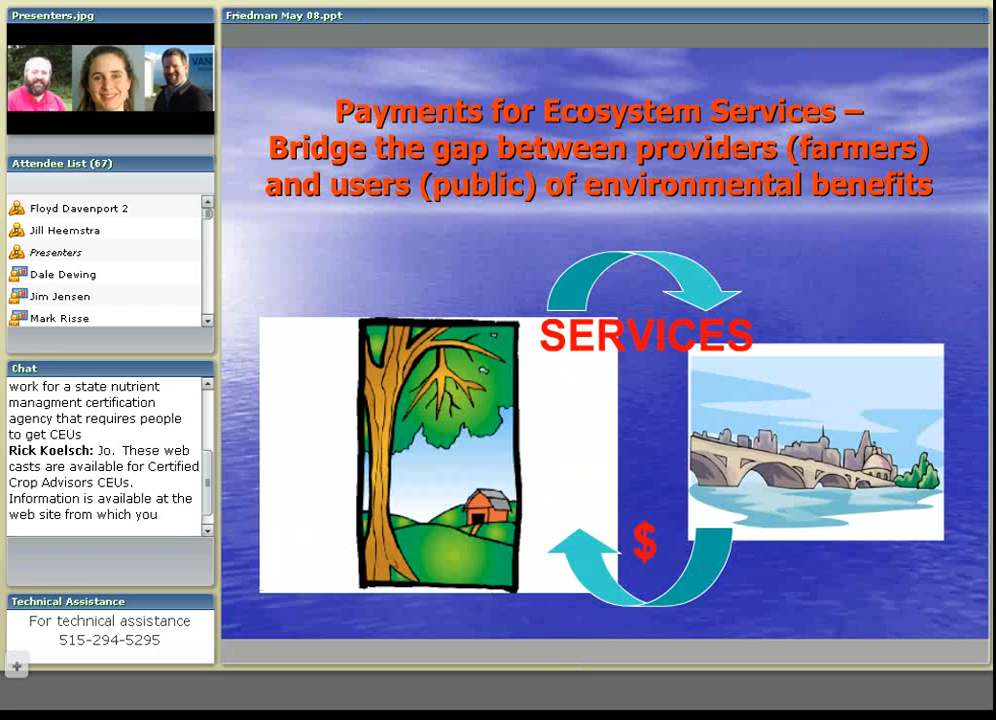 Presenters.jpg
VAN
Attendee List (67)
Floyd Davenport 2
Jill Heemstra
Presenters
Dale Dewing
Jim Jensen
Mark Risse
Chat
work for a state nutrient
managment certification
agency that requires people
to get CEUs
Rick Koelsch: Jo. These web
casts are available for Certified
Crop Advisors CEUs.
Information is available at the
web site from which you
Technical Assistance
For technical assistance
515-294-5295
Friedman May 08.ppt
Payments for Ecosystem Services –
Bridge the gap between providers (farmers)
and users (public) of environmental benefits
SERVICES
$